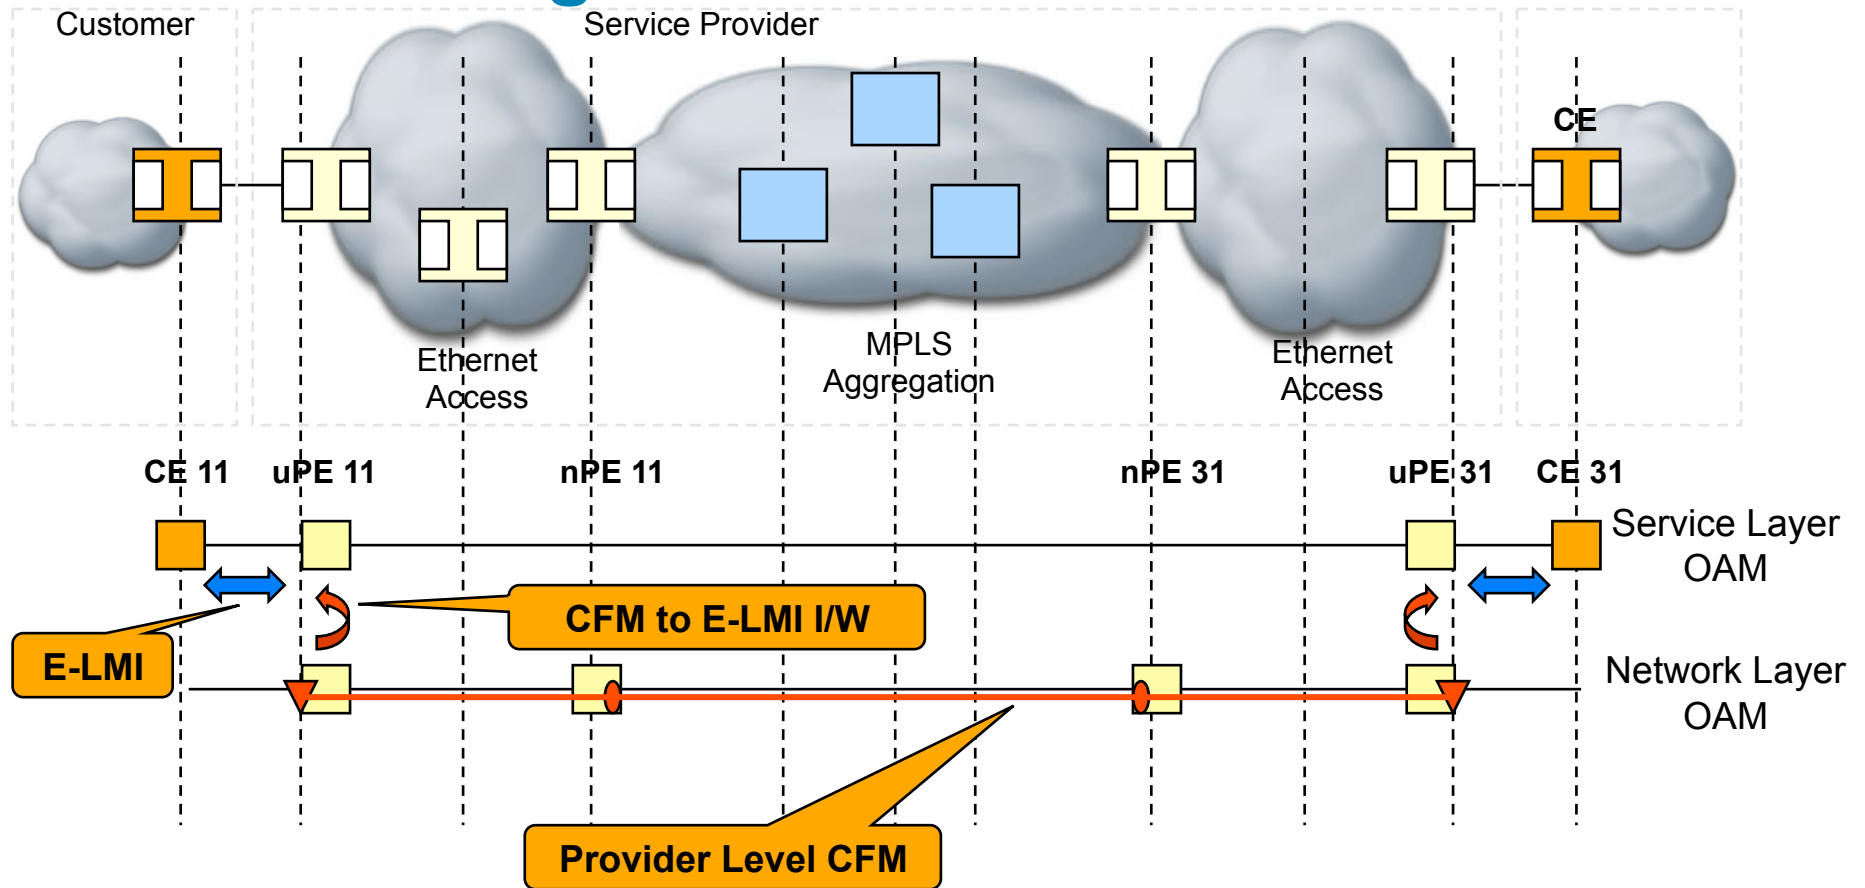 Customer
Service Provider
CE
Ethernet
Access
MPLS
Aggregation
Ethernet
Access
CE 11
uPE 11
nPE 11
nPE 31
uPE 31
CE 31
Service Layer
OAM
CFM to E-LMI I/W
E-LMI
Network Layer
OAM
Provider Level CFM